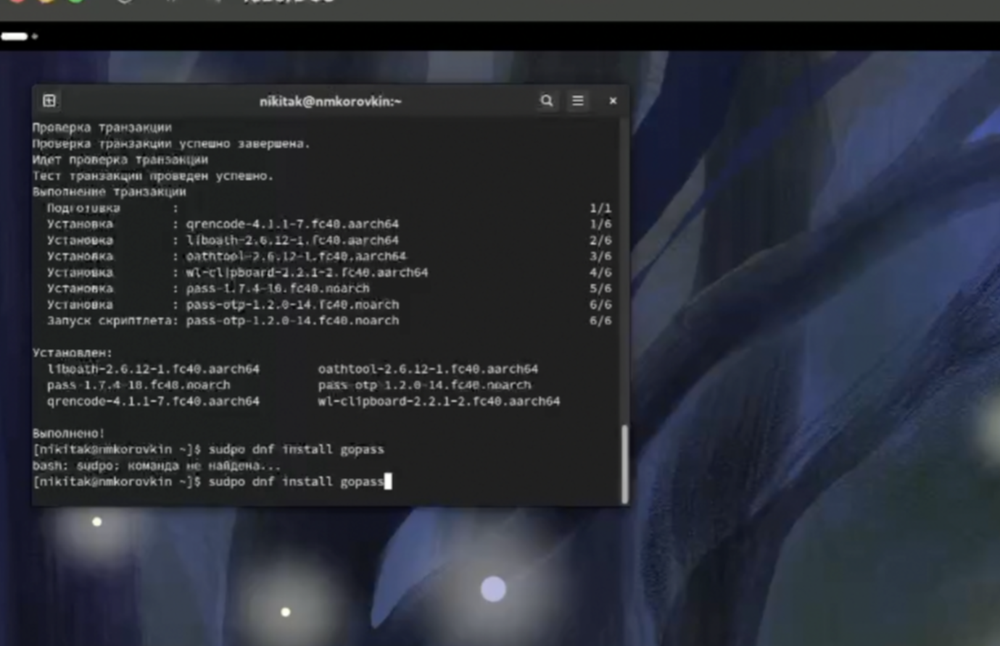 nikitak@nmkorovkin:~
Проверка транзакции
Проверка транзакции успешно завершена.
Идет проверка транзакции
Тест транзакции проведен успешно.
Выполнение транзакции
Подготовка : 1/1
Установка : qrencode-4.1.1-7.fc40.aarch64 1/6
Установка : liboath-2.6.12-1.fc40.aarch64 2/6
Установка : oathtool-2.6.12-1.fc40.aarch64 3/6
Установка : wl-clipboard-2.2.1-2.fc40.aarch64 4/6
Установка : pass-1.7.4-10.fc40.noarch 5/6
Установка : pass-otp-1.2.0-14.fc40.noarch 6/6
Запуск скриптлета: pass-otp-1.2.0-14.fc40.noarch 6/6
Установлен:
liboath-2.6.12-1.fc40.aarch64 oathtool-2.6.12-1.fc40.aarch64
pass-1.7.4-10.fc40.noarch pass-otp-1.2.0-14.fc40.noarch
qrencode-4.1.1-7.fc40.aarch64 wl-clipboard-2.2.1-2.fc40.aarch64
Выполнено!
[nikitak@nmkorovkin ~]$ sudpo dnf install gopass
bash: sudpo: команда не найдена...
[nikitak@nmkorovkin ~]$ sudpo dnf install gopass